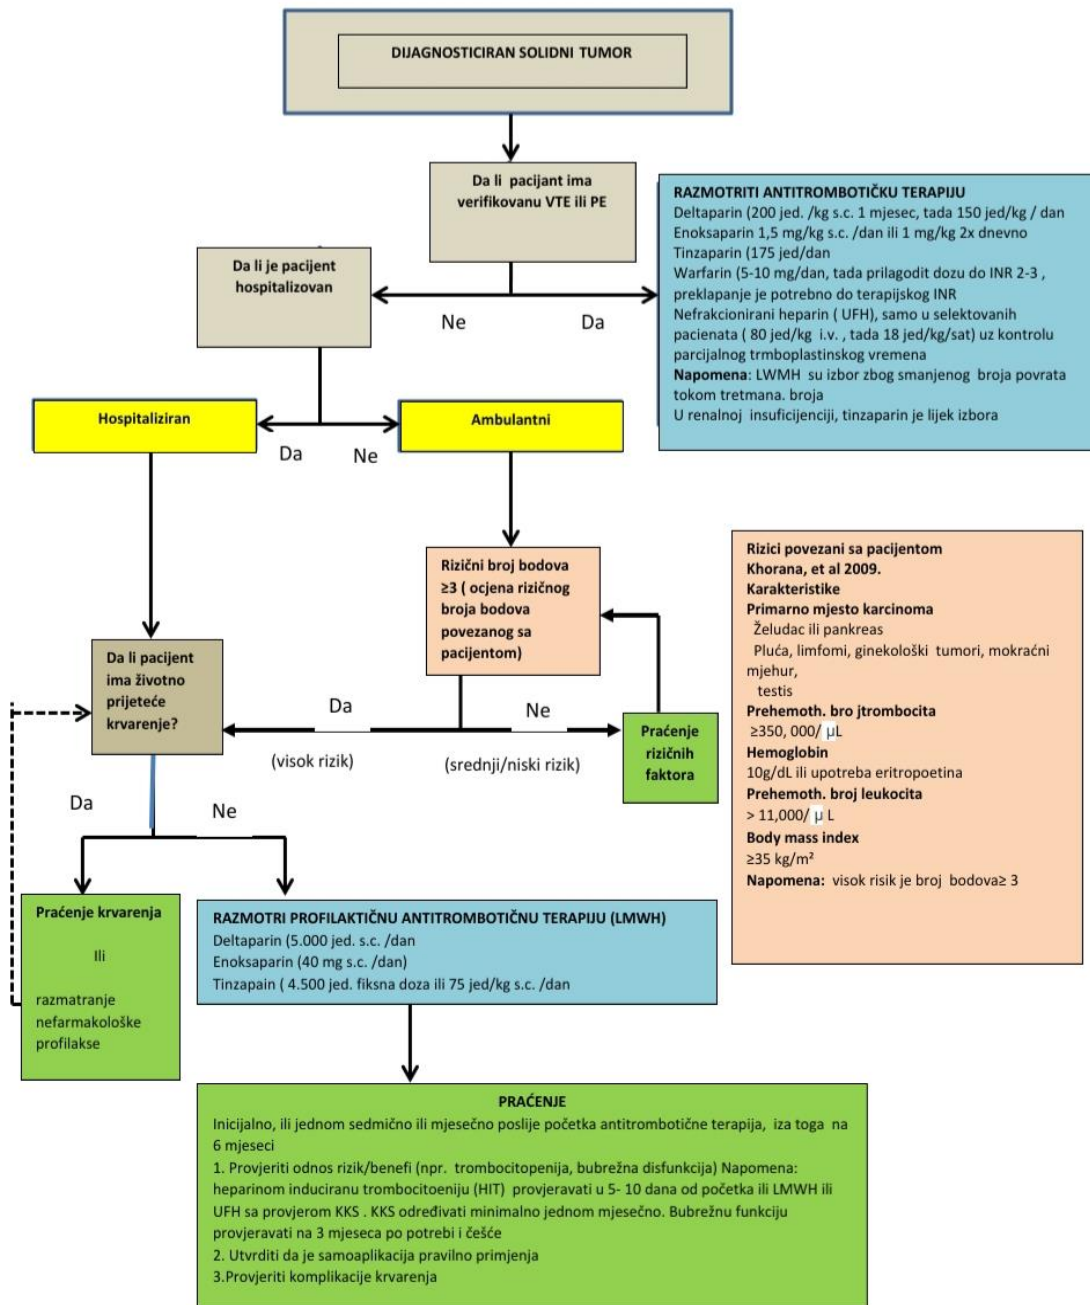 DIJAGNOSTICIRAN SOLIDNI TUMOR
Da li pacijant ima
verifikovanu VTE ili PE
RAZMOTRITI ANTITROMBOTIČKU TERAPIJU
Deltaparin (200 jed. /kg s.c. 1 mjesec, tada 150 jed/kg / dan
Enoksaparin 1,5 mg/kg s.c. /dan ili 1 mg/kg 2x dnevno
Tinzaparin (175 jed/dan
Warfarin (5-10 mg/dan, tada prilagodit dozu do INR 2-3 ,
preklapanje je potrebno do terapijskog INR
Nefrakcionirani heparin ( UFH), samo u selektovanih
pacienata ( 80 jed/kg i.v. , tada 18 jed/kg/sat) uz kontrolu
parcijalnog trmboplastinskog vremena
Napomena: LWMH su izbor zbog smanjenog broja povrata
tokom tretmana. broja
U renalnoj insuficijenciji, tinzaparin je lijek izbora
Da li je pacijent
hospitalizovan
Ne
Da
Hospitaliziran
Da
Ne
Ambulantni
Rizični broj bodova
≥3 ( ocjena rizičnog
broja bodova
povezanog sa
pacijentom)
Rizici povezani sa pacijentom
Khorana, et al 2009.
Karakteristike
Primarno mjesto karcinoma
Želudac ili pankreas
Pluća, limfomi, ginekološki tumori, mokraćni
mjehur,
testis
Prehemoth. bro jtrombocita
≥350, 000/ µL
Hemoglobin
10g/dL ili upotreba eritropoetina
Prehemoth. broj leukocita
> 11,000/ µ L
Body mass index
≥35 kg/m²
Napomena: visok risik je broj bodova≥ 3
Da li pacijent
ima životno
prijeteće
krvarenje?
Da
(visok rizik)
Ne
(srednji/niski rizik)
Praćenje
rizičnih
faktora
Da
Ne
Praćenje krvarenja
Ili
razmatranje
nefarmakološke
profilakse
RAZMOTRI PROFILAKTIČNU ANTITROMBOTIČNU TERAPIJU (LMWH)
Deltaparin (5.000 jed. s.c. /dan
Enoksaparin (40 mg s.c. /dan)
Tinzapain ( 4.500 jed. fiksna doza ili 75 jed/kg s.c. /dan
PRAĆENJE
Inicijalno, ili jednom sedmično ili mjesečno poslije početka antitrombotične terapija, iza toga na
6 mjeseci
1. Provjeriti odnos rizik/benefi (npr. trombocitopenija, bubrežna disfunkcija) Napomena:
heparinom induciranu trombocitoeniju (HIT) provjeravati u 5- 10 dana od početka ili LMWH ili
UFH sa provjerom KKS . KKS određivati minimalno jednom mjesečno. Bubrežnu funkciju
provjeravati na 3 mjeseca po potrebi i češće
2. Utvrditi da je samoaplikacija pravilno primjenja
3.Provjeriti komplikacije krvarenja